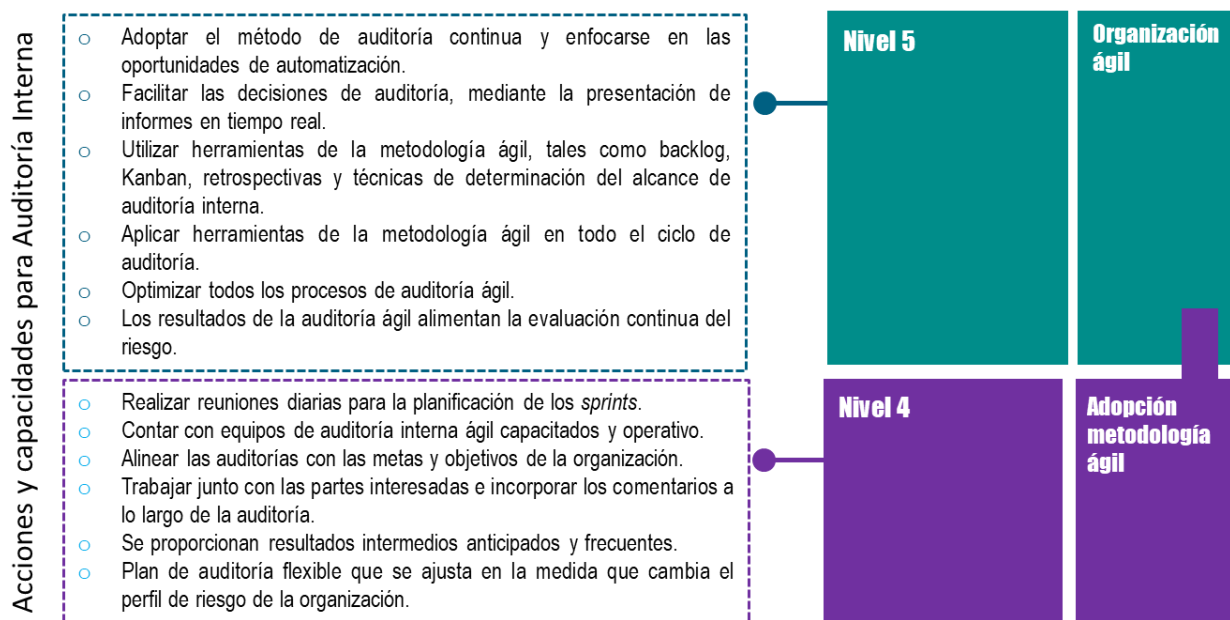 Acciones y capacidades para Auditoría Interna
o Adoptar el método de auditoría continua y enfocarse en las
oportunidades de automatización.
o Facilitar las decisiones de auditoría, mediante la presentación de
informes en tiempo real.
o Utilizar herramientas de la metodología ágil, tales como backlog,
Kanban, retrospectivas y técnicas de determinación del alcance de
auditoría interna.
o Aplicar herramientas de la metodología ágil en todo el ciclo de
auditoría.
o Optimizar todos los procesos de auditoría ágil.
o Los resultados de la auditoría ágil alimentan la evaluación continua del
riesgo.
Nivel 5
Organización
ágil
o Realizar reuniones diarias para la planificación de los sprints.
o Contar con equipos de auditoría interna ágil capacitados y operativo.
o Alinear las auditorías con las metas y objetivos de la organización.
o Trabajar junto con las partes interesadas e incorporar los comentarios a
lo largo de la auditoría.
o Se proporcionan resultados intermedios anticipados y frecuentes.
o Plan de auditoría flexible que se ajusta en la medida que cambia el
perfil de riesgo de la organización.
Nivel 4
Adopción
metodología
ágil